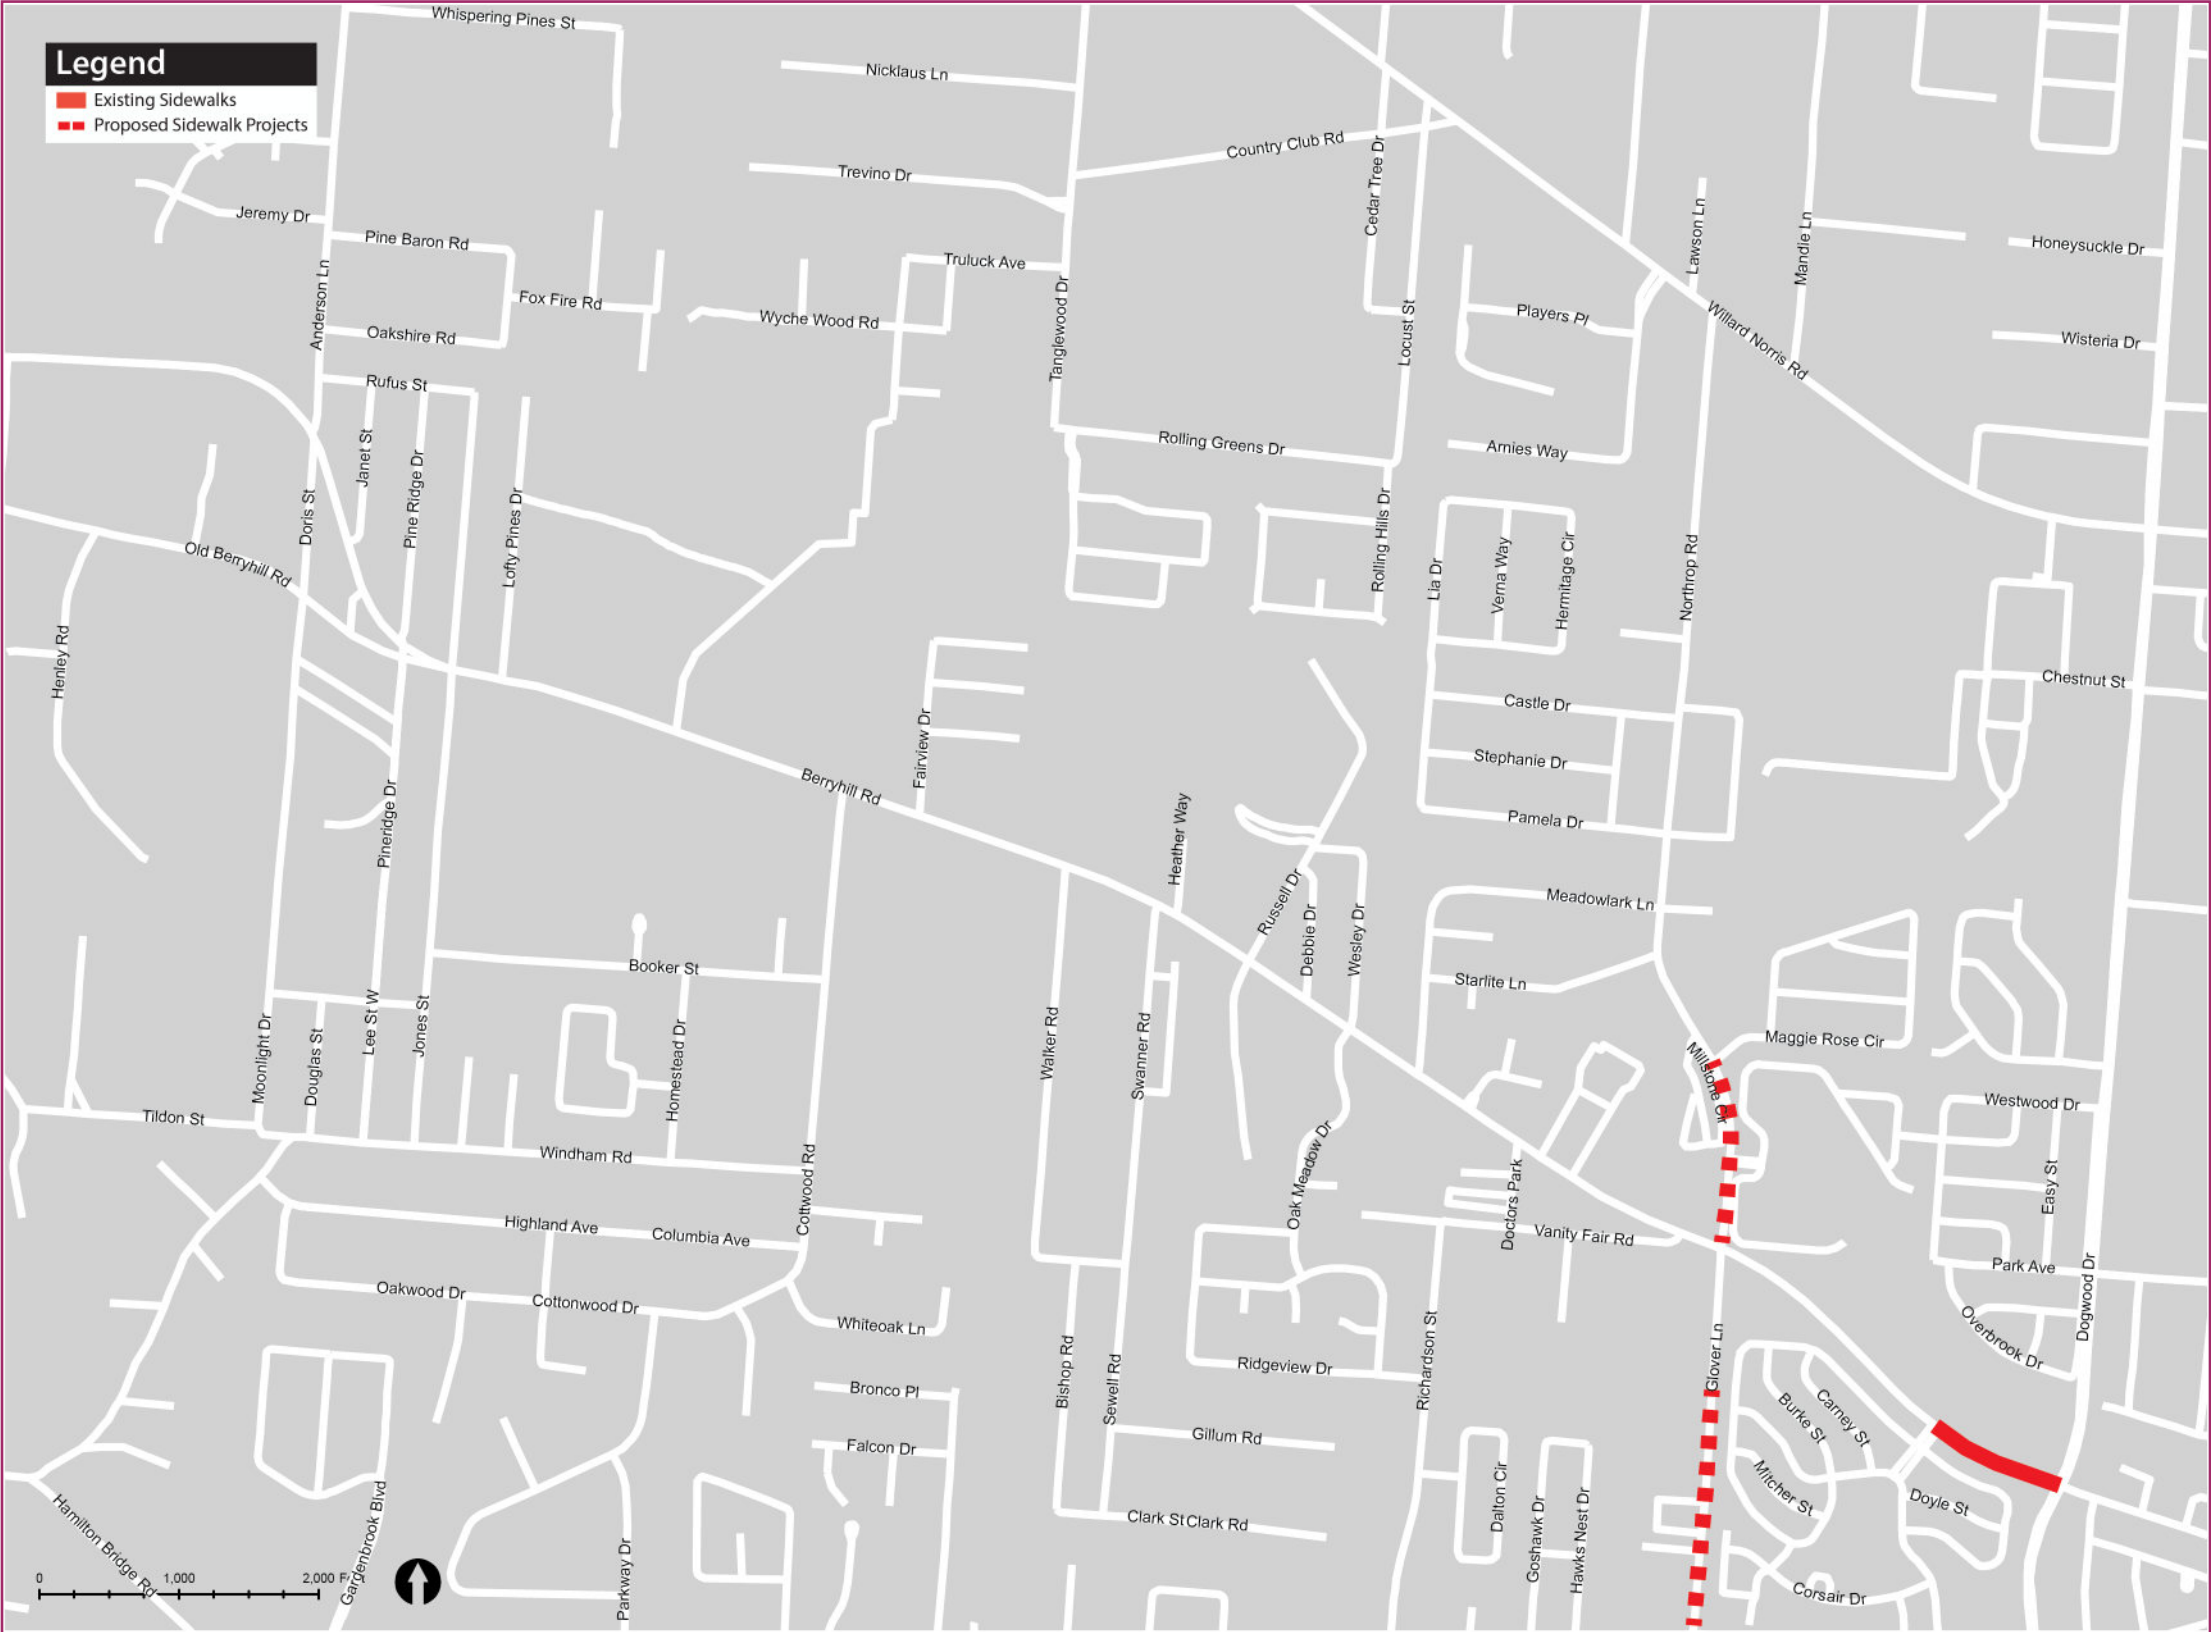 Whispering Pines St
Legend
Existing Sidewalks
Proposed Sidewalk Projects
Nicklaus Ln
Country Club Rd
Trevino Dr
Cedar Tree Dr
Jeremy Dr
Pine Baron Rd
Lawson Ln
Mandie Ln
Honeysuckle Dr
Truluck Ave
Anderson Ln
Fox Fire Rd
Wyche Wood Rd
Tanglewood Dr
Locust St
Players Pl
Willard Norris Rd
Oakshire Rd
Wisteria Dr
Rufus St
Janet St
Pine Ridge Dr
Rolling Greens Dr
Arnies Way
Doris St
Lofty Pines Dr
Rolling Hills Dr
Old Berryhill Rd
Lia Dr
Verna Way
Hermitage Cir
Northrop Rd
Henley Rd
Chestnut St
Castle Dr
Fairview Dr
Stephanie Dr
Berryhill Rd
Pineridge Dr
Pamela Dr
Heather Way
Russell Dr
Meadowlark Ln
Debbie Dr
Wesley Dr
Booker St
Starlite Ln
Moonlight Dr
Douglas St
Lee St W
Jones St
Homestead Dr
Walker Rd
Swanner Rd
Maggie Rose Cir
Millstone Cir
Westwood Dr
Tildon St
Windham Rd
Cottwood Rd
Oak Meadow Dr
Doctors Park
Easy St
Highland Ave
Columbia Ave
Vanity Fair Rd
Park Ave
Dogwood Dr
Oakwood Dr
Cottonwood Dr
Whiteoak Ln
Overbrook Dr
Bishop Rd
Sewell Rd
Ridgeview Dr
Richardson St
Glover Ln
Bronco Pl
Burke St
Carney St
Falcon Dr
Gillum Rd
Mitcher St
Doyle St
Hamilton Bridge Rd
Gardenbrook Blvd
Parkway Dr
Clark St
Clark Rd
Dalton Cir
Goshawk Dr
Hawks Nest Dr
Corsair Dr
0 1,000 2,000 F